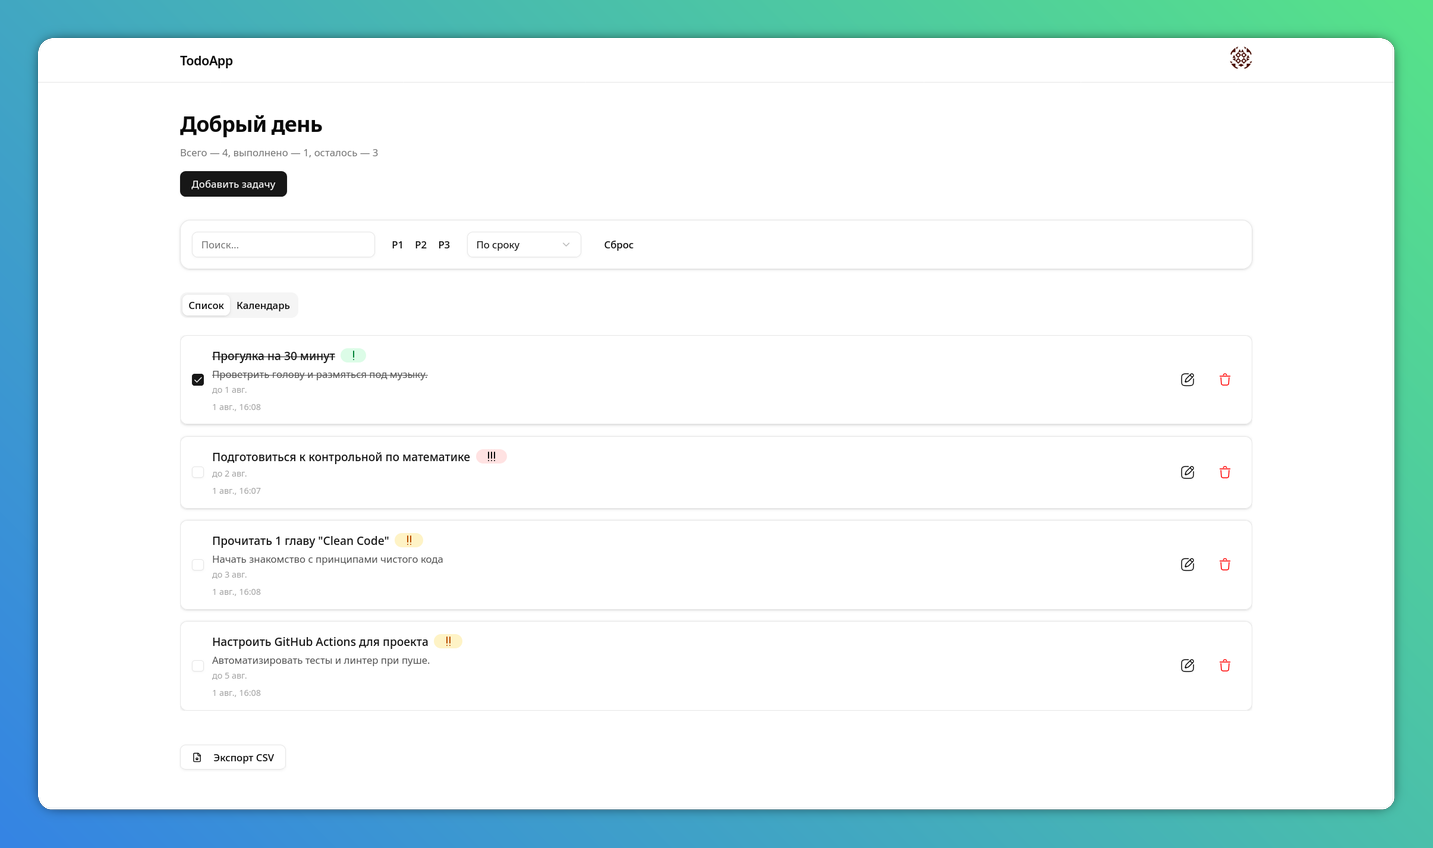 TodoApp
Добрый день
Всего — 4, выполнено — 1, осталось — 3
Добавить задачу
Поиск... P1 P2 P3 По сроку Сброс
Список Календарь
Прогулка на 30 минут !
Проветрить голову и размяться под музыку.
до 1 авг.
1 авг., 16:08
Подготовиться к контрольной по математике !!!
до 2 авг.
1 авг., 16:07
Прочитать 1 главу "Clean Code" !!
Начать знакомство с принципами чистого кода
до 3 авг.
1 авг., 16:08
Настроить GitHub Actions для проекта !!
Автоматизировать тесты и линтер при пуше.
до 5 авг.
1 авг., 16:08
Экспорт CSV